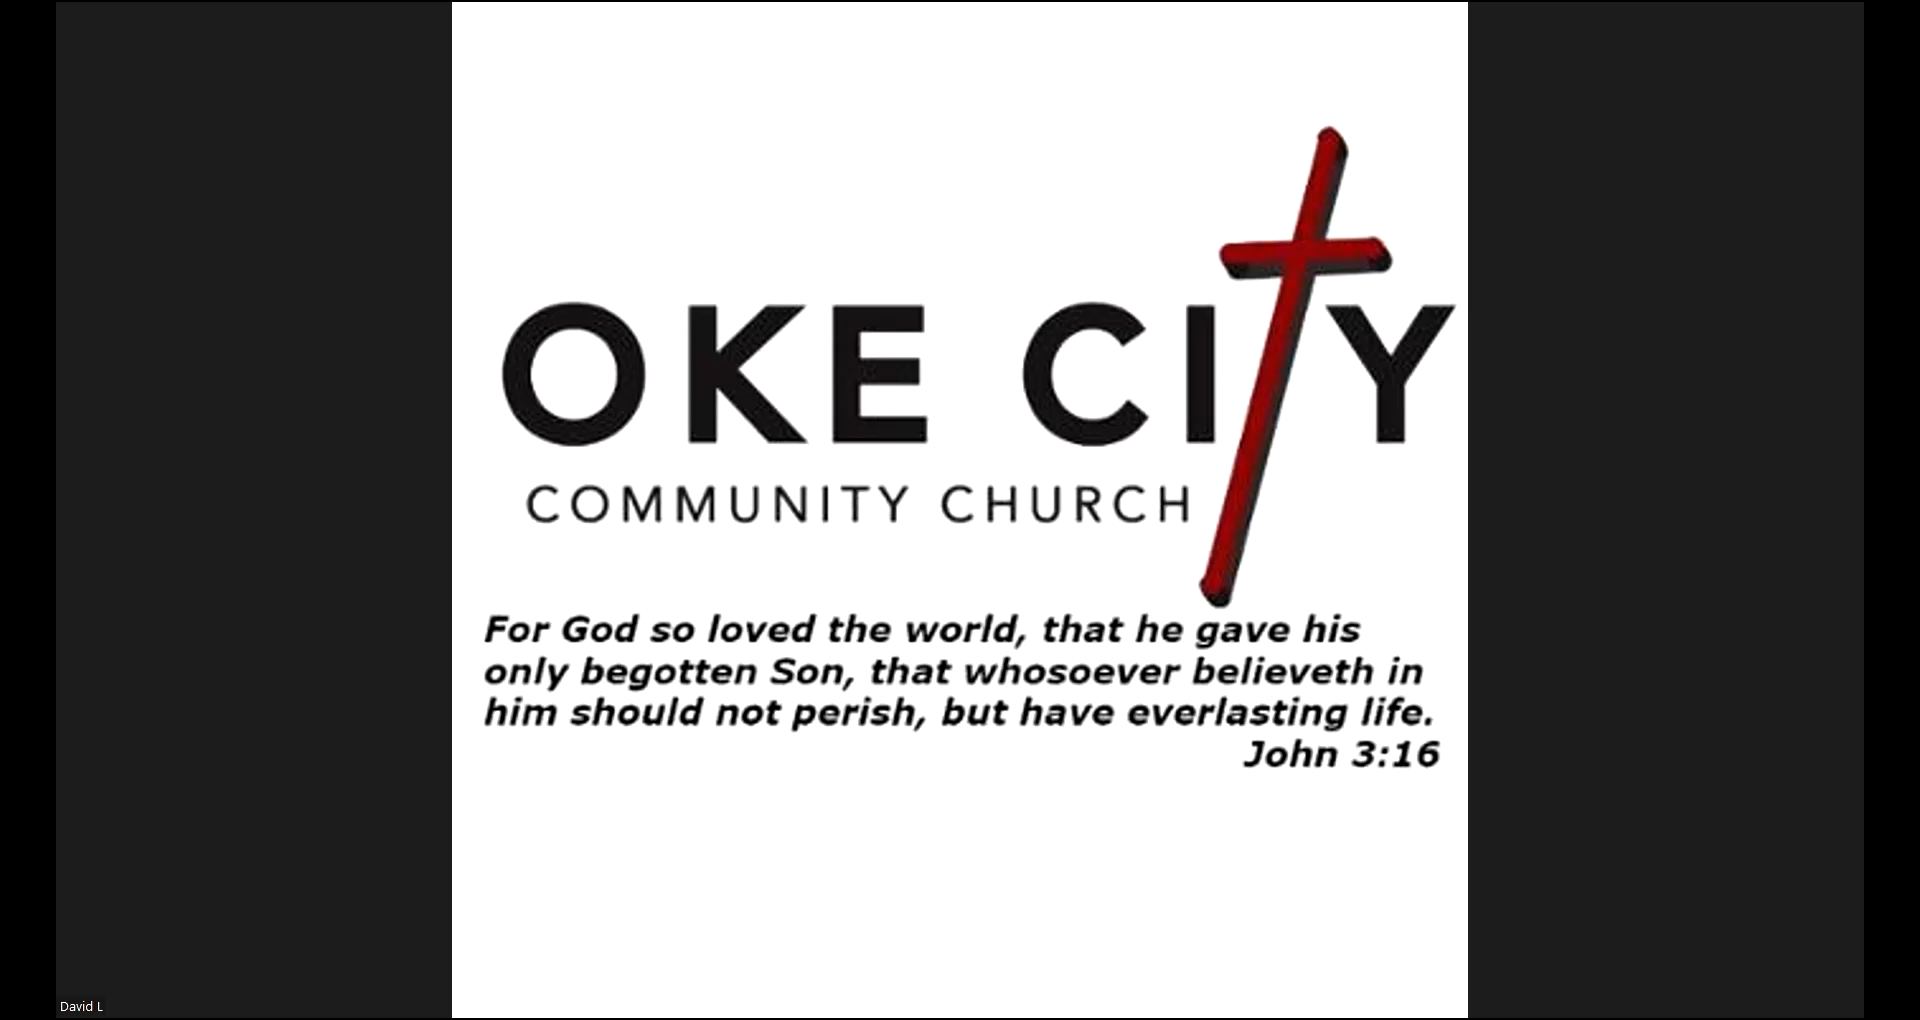 OKE CITY
COMMUNITY CHURCH
For God so loved the world, that he gave his
only begotten Son, that whosoever believeth in
him should not perish, but have everlasting life.
John 3:16
David L